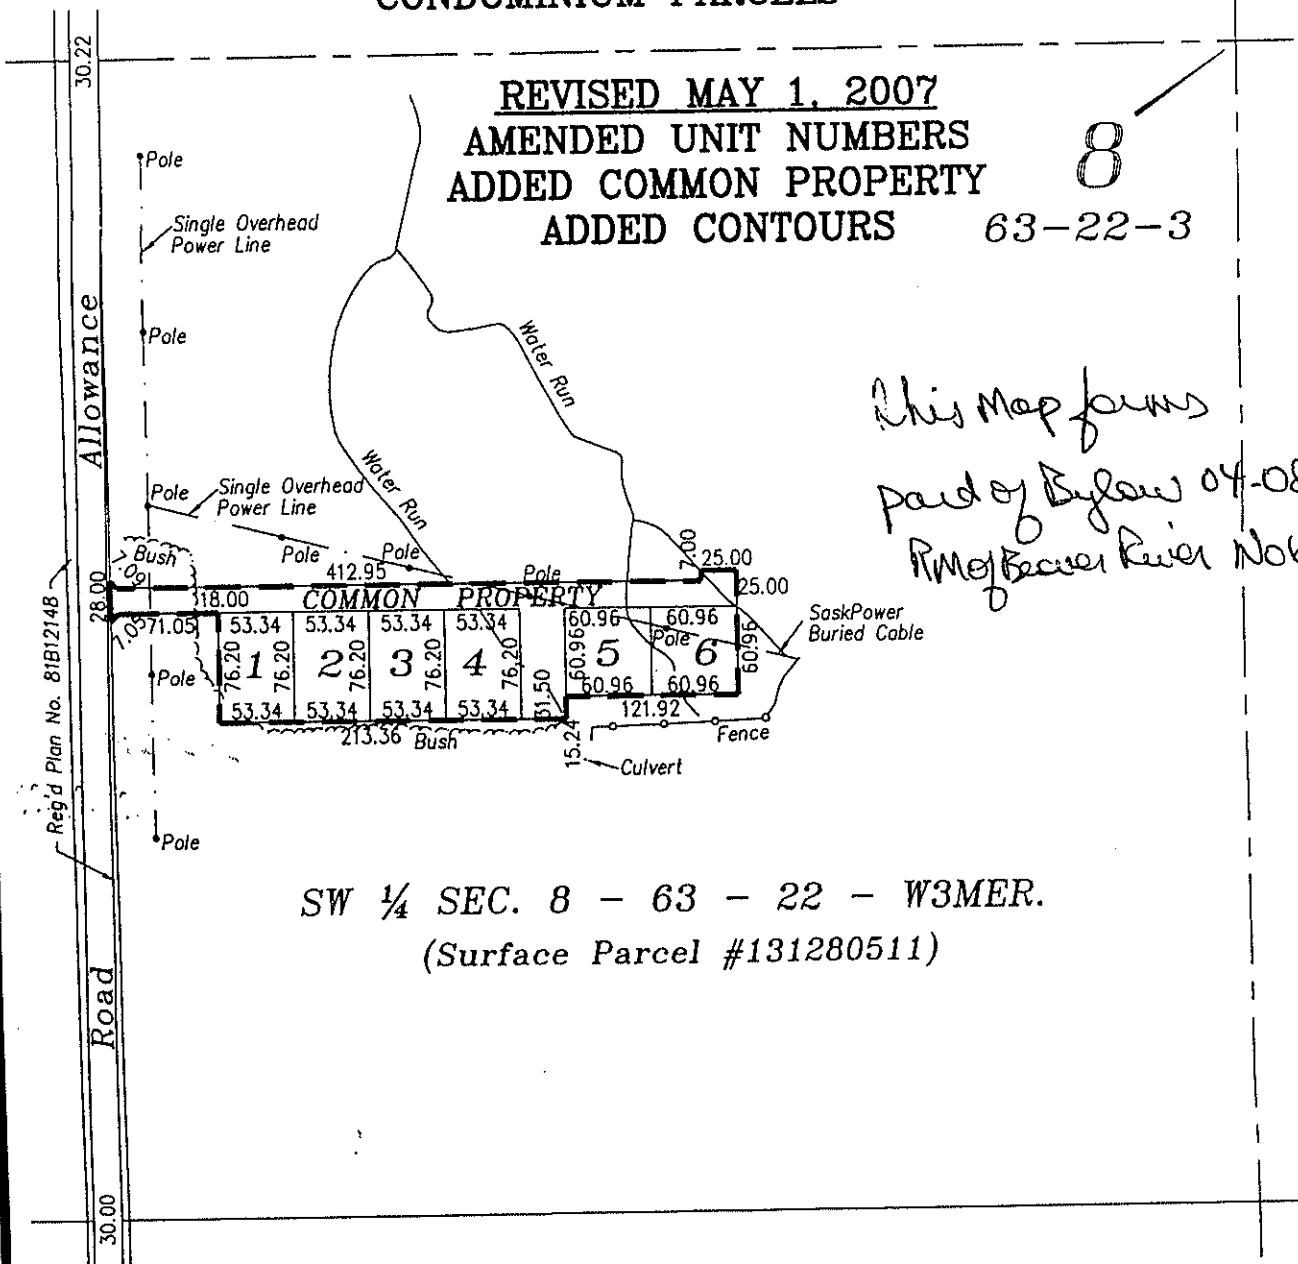 CONDOMINIUM PARCELS
30.22
REVISED MAY 1, 2007
AMENDED UNIT NUMBERS
ADDED COMMON PROPERTY
ADDED CONTOURS
8
63-22-3
Pole
Single Overhead
Power Line
Pole
Allowance
Water Run
Water Run
This Map forms
part of Bylaw 04-08
RM of Beaver River No6
Pole
Single Overhead
Power Line
Pole
Pole
Pole
Bush
7.09
28.00
7.05
412.95
7.00
25.00
25.00
18.00
COMMON PROPERTY
71.05
53.34
53.34
53.34
53.34
60.96
60.96
SaskPower
Buried Cable
Pole
76.20
1
76.20
2
76.20
3
76.20
4
76.20
60.96
5
6
60.96
Pole
53.34
53.34
53.34
53.34
31.50
60.96
60.96
121.92
213.36
Bush
15.24
Fence
Culvert
Reg'd Plan No. 81B12148
Pole
SW ¼ SEC. 8 - 63 - 22 - W3MER.
(Surface Parcel #131280511)
Road
30.00